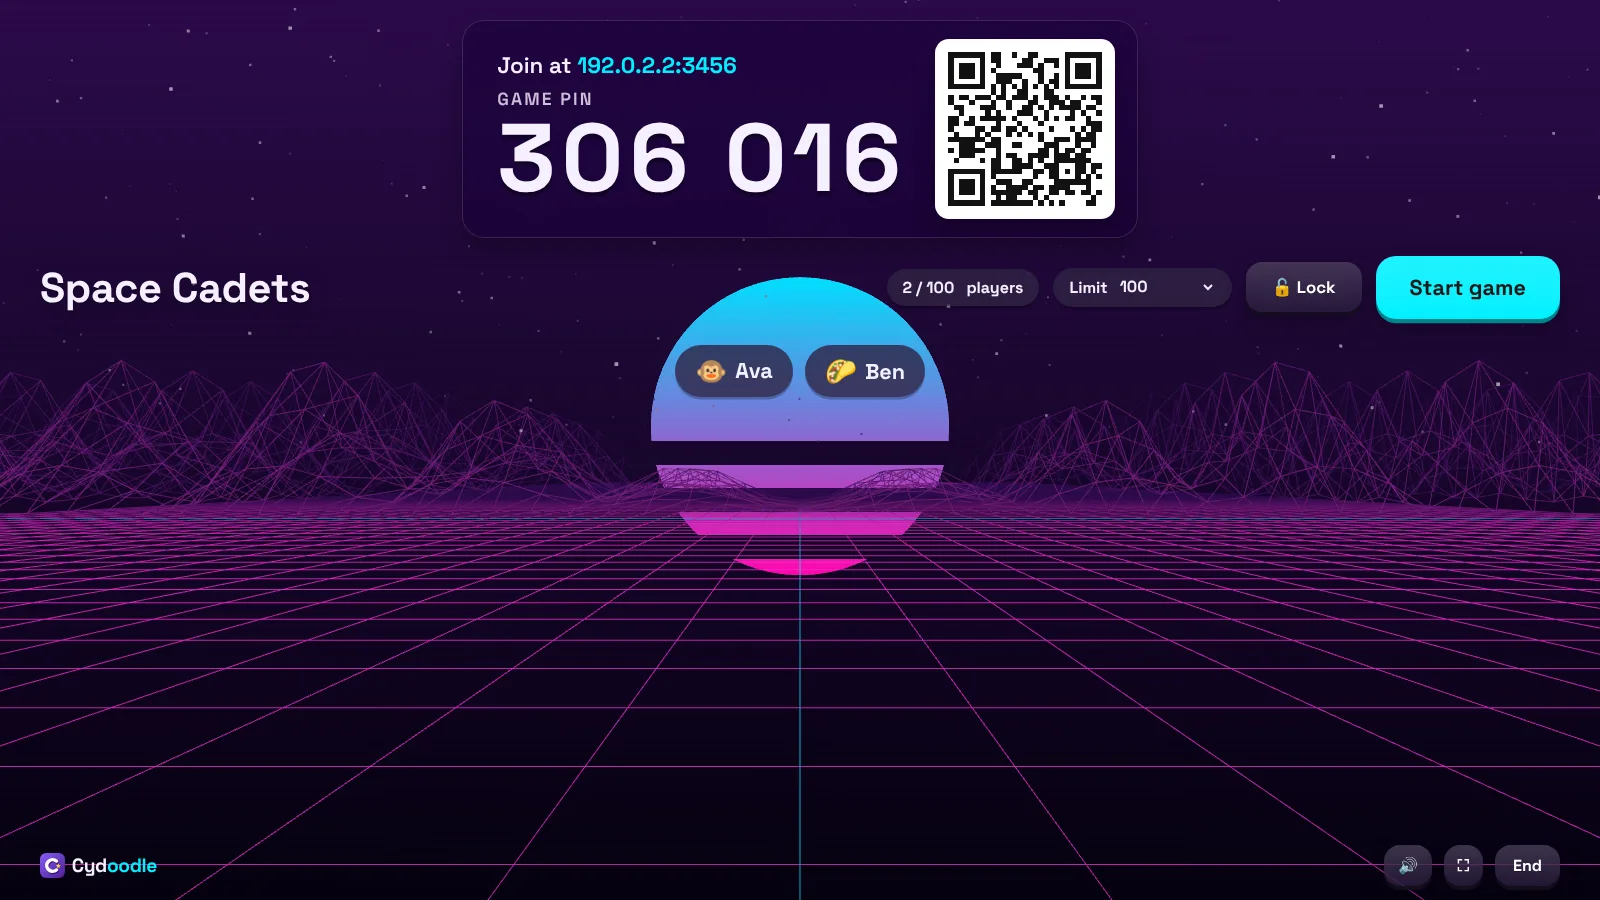 Join at 192.0.2.2:3456
GAME PIN
306 016
Space Cadets
2 / 100 players
Limit 100
Lock
Start game
Ava
Ben
Cydoodle
End